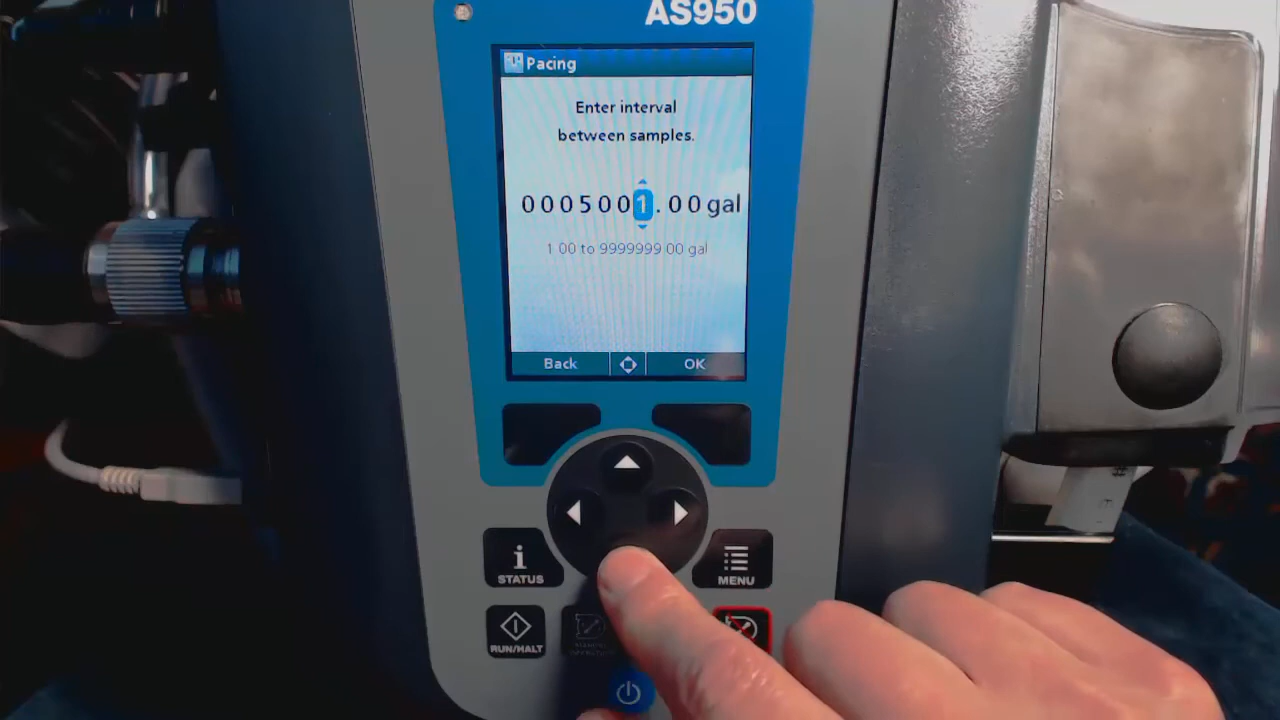 AS950
Pacing
Enter interval
between samples.
0005001.00 gal
1.00 to 9999999.00 gal
Back OK
i
STATUS
MENU
RUN/HALT